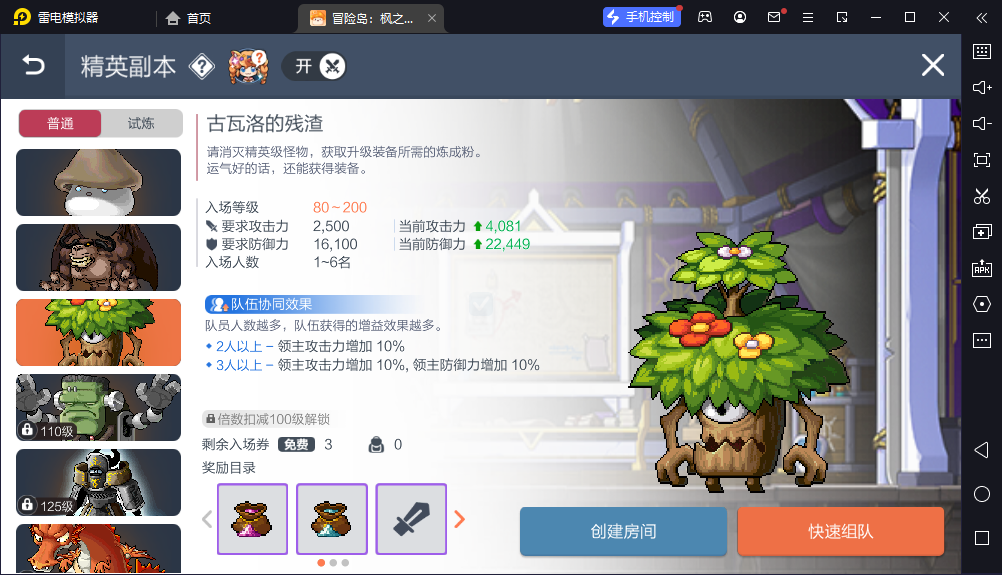 雷电模拟器
首页
冒险岛：枫之...
手机控制
精英副本
开
普通
试炼
110级
125级
古瓦洛的残渣
请消灭精英级怪物，获取升级装备所需的炼成粉。
运气好的话，还能获得装备。
入场等级 80~200
要求攻击力 2,500 当前攻击力 4,081
要求防御力 16,100 当前防御力 22,449
入场人数 1~6名
队伍协同效果
队员人数越多，队伍获得的增益效果越多。
2人以上 – 领主攻击力增加 10%
3人以上 – 领主攻击力增加 10%, 领主防御力增加 10%
倍数扣减100级解锁
剩余入场券 免费 3 0
奖励目录
创建房间
快速组队
APK